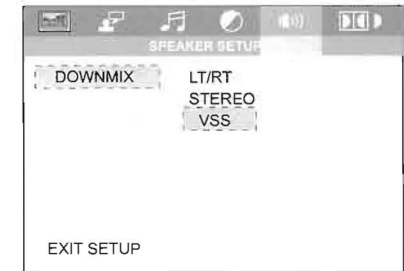 SPEAKER SETUP
DOWNMIX LT/RT
STEREO
VSS
EXIT SETUP